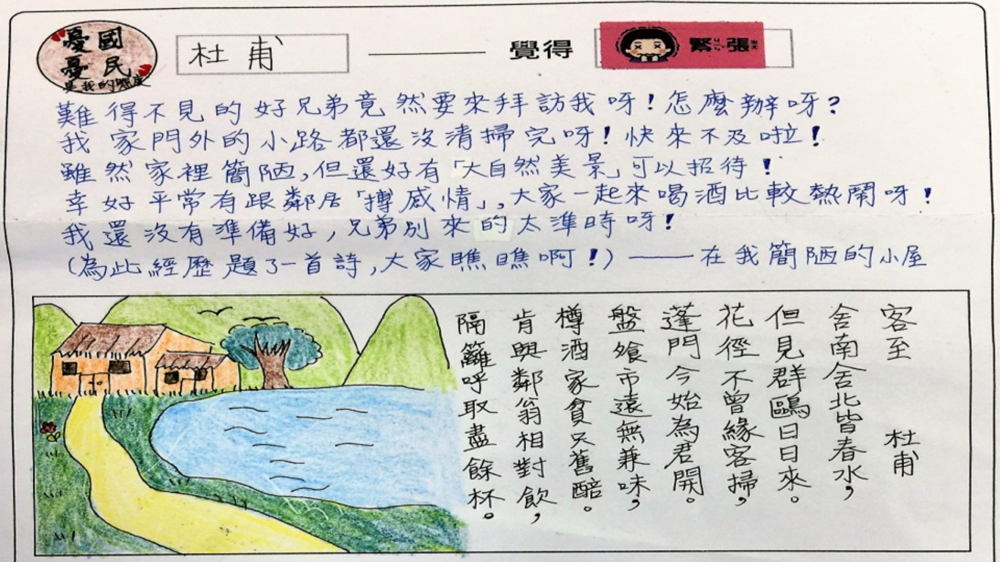 憂國
憂民
是我的態度
杜甫
覺得
緊張
難得不見的好兄弟竟然要來拜訪我呀！怎麼辦呀？
我家門外的小路都還沒清掃完呀！快來不及啦！
雖然家裡簡陋，但還好有「大自然美景」可以招待！
幸好平常有跟鄰居「摶感情」，大家一起來喝酒比較熱鬧呀！
我還沒有準備好，兄弟別來的太準時呀！
（為此經歷題了一首詩，大家瞧瞧啊！）——在我簡陋的小屋
客至 杜甫
舍南舍北皆春水，
但見群鷗日日來。
花徑不曾緣客掃，
蓬門今始為君開。
盤飧市遠無兼味，
樽酒家貧只舊醅。
肯與鄰翁相對飲，
隔籬呼取盡餘杯。